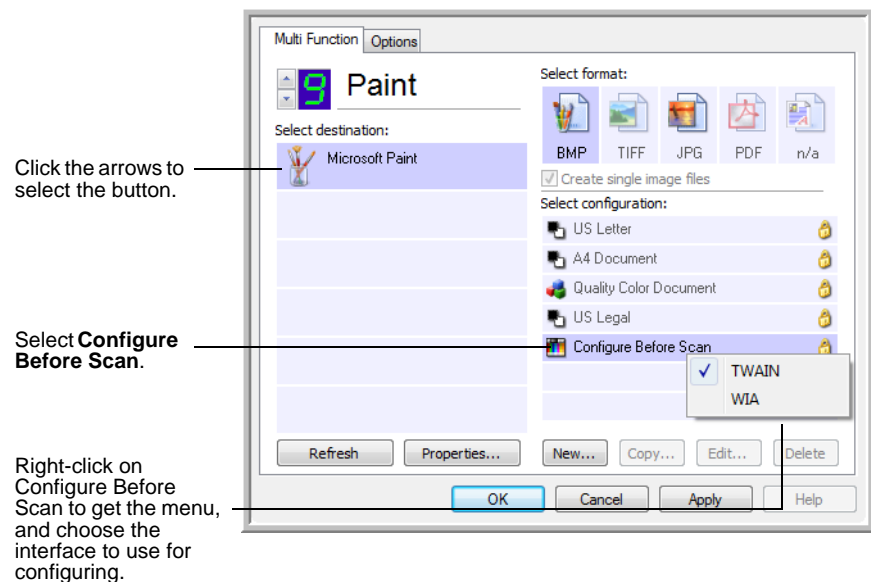 Multi Function Options
9 Paint
Select destination:
Microsoft Paint
Select format:
BMP TIFF JPG PDF n/a
Create single image files
Select configuration:
US Letter
A4 Document
Quality Color Document
US Legal
Configure Before Scan
TWAIN
WIA
Refresh Properties... New... Copy... Edit... Delete
OK Cancel Apply Help
Click the arrows to
select the button.
Select Configure
Before Scan.
Right-click on
Configure Before
Scan to get the menu,
and choose the
interface to use for
configuring.